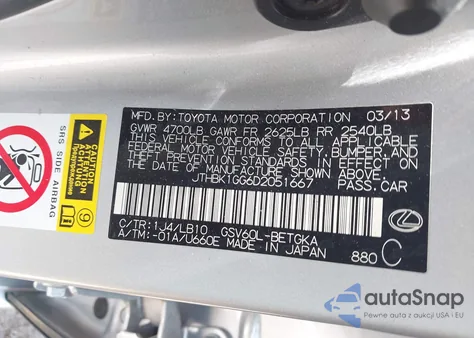 SRS SIDE AIRBAG
9
MFD. BY: TOYOTA MOTOR CORPORATION 03/13
GVWR 4700LB GAWR FR 2625LB RR 2540LB
THIS VEHICLE CONFORMS TO ALL APPLICABLE
FEDERAL MOTOR VEHICLE SAFETY, BUMPER, AND
THEFT PREVENTION STANDARDS IN EFFECT ON
THE DATE OF MANUFACTURE SHOWN ABOVE.
JTHBK1GG6D2051667 PASS.CAR
C/TR: 1J4/LB10 GSV60L-BETGKA
A/TM: -01A/U660E MADE IN JAPAN 880 C
autoSnap
Pewne auta z aukcji USA i EU